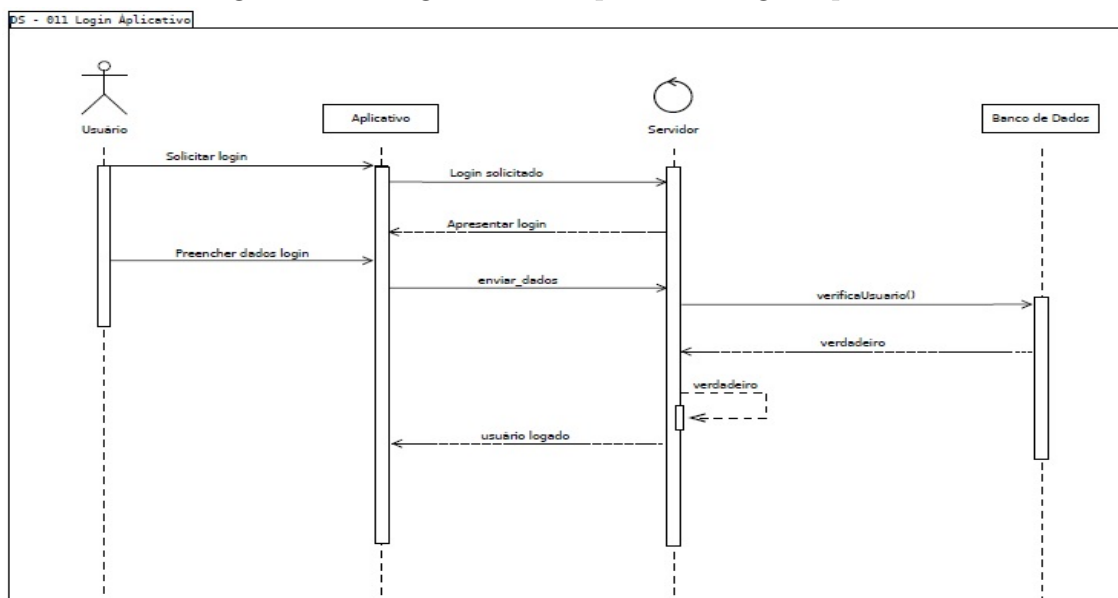 DS - 011 Login Aplicativo
Usuário
Aplicativo
Servidor
Banco de Dados
Solicitar login
Login solicitado
Apresentar login
Preencher dados login
enviar_dados
verificaUsuario()
verdadeiro
verdadeiro
usuário logado